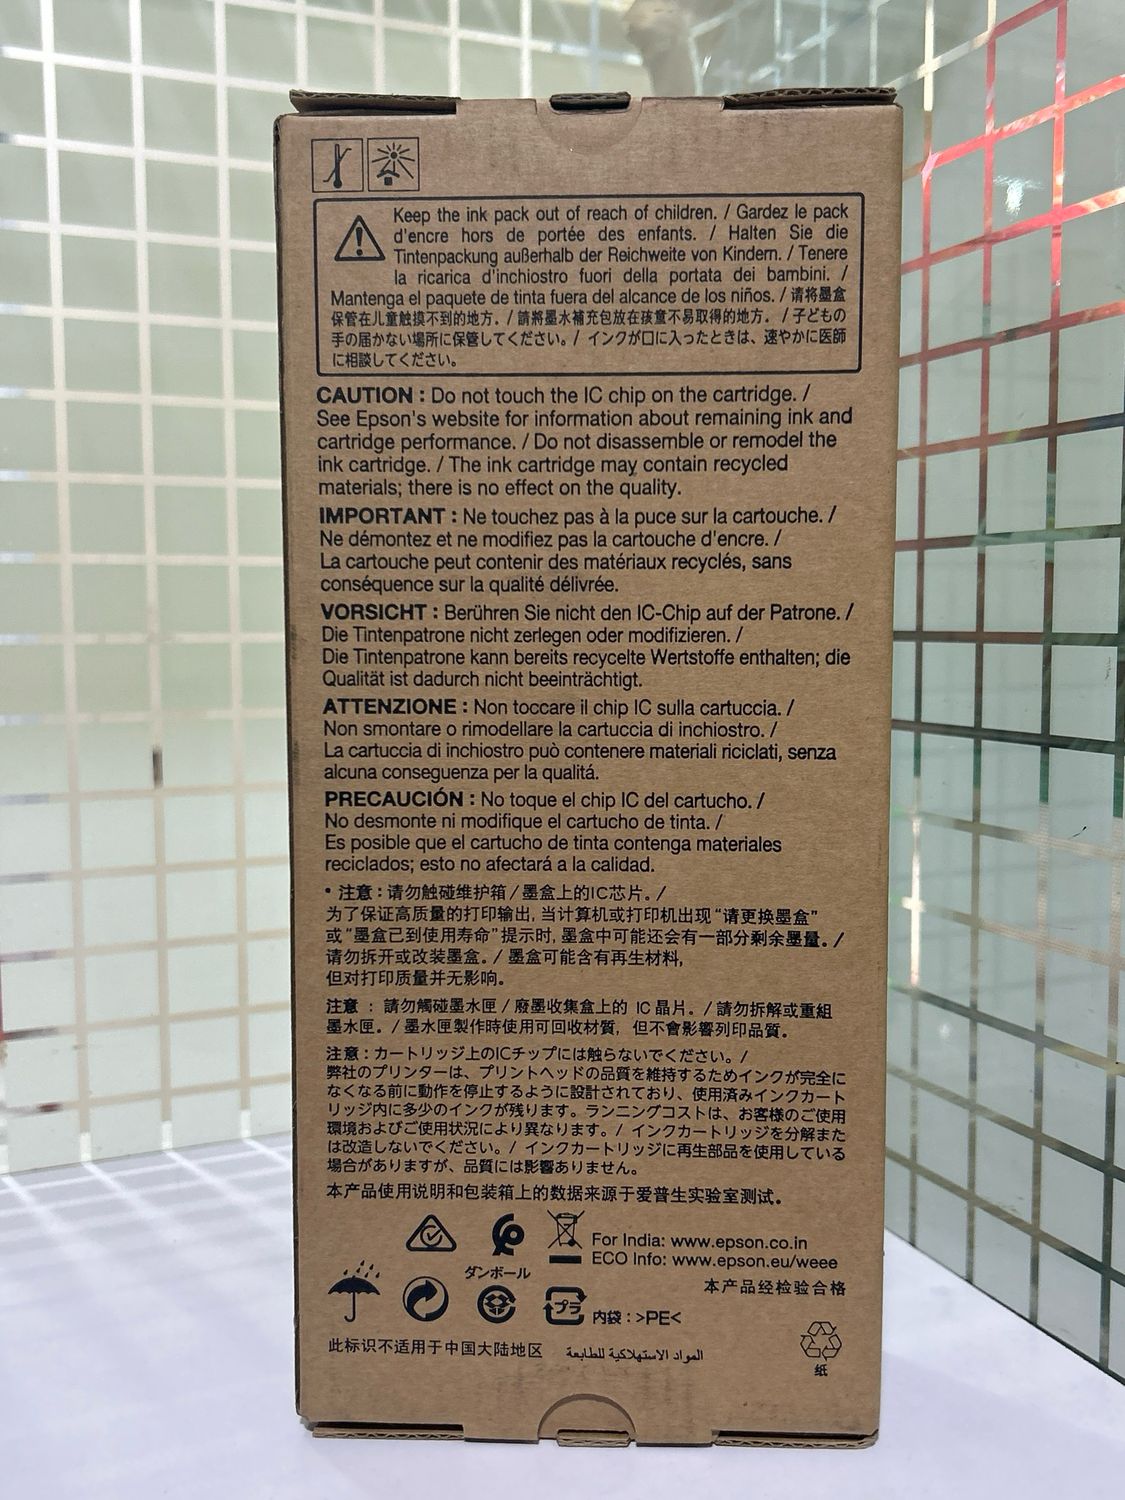 Keep the ink pack out of reach of children. / Gardez le pack
d'encre hors de portée des enfants. / Halten Sie die
Tintenpackung außerhalb der Reichweite von Kindern. / Tenere
la ricarica d'inchiostro fuori della portata dei bambini. /
Mantenga el paquete de tinta fuera del alcance de los niños. / 请将墨盒
保管在儿童触摸不到的地方. / 請將墨水補充包放在孩童不易取得的地方. / 子どもの
手の届かない場所に保管してください。/ インクが口に入ったときは、速やかに医師
に相談してください。
CAUTION : Do not touch the IC chip on the cartridge. /
See Epson's website for information about remaining ink and
cartridge performance. / Do not disassemble or remodel the
ink cartridge. / The ink cartridge may contain recycled
materials; there is no effect on the quality.
IMPORTANT : Ne touchez pas à la puce sur la cartouche. /
Ne démontez et ne modifiez pas la cartouche d'encre. /
La cartouche peut contenir des matériaux recyclés, sans
conséquence sur la qualité délivrée.
VORSICHT : Berühren Sie nicht den IC-Chip auf der Patrone. /
Die Tintenpatrone nicht zerlegen oder modifizieren. /
Die Tintenpatrone kann bereits recycelte Wertstoffe enthalten; die
Qualität ist dadurch nicht beeinträchtigt.
ATTENZIONE : Non toccare il chip IC sulla cartuccia. /
Non smontare o rimodellare la cartuccia di inchiostro. /
La cartuccia di inchiostro può contenere materiali riciclati, senza
alcuna conseguenza per la qualitá.
PRECAUCIÓN : No toque el chip IC del cartucho. /
No desmonte ni modifique el cartucho de tinta. /
Es posible que el cartucho de tinta contenga materiales
reciclados; esto no afectará a la calidad.
• 注意 : 请勿触碰维护箱 / 墨盒上的IC芯片。/
为了保证高质量的打印输出, 当计算机或打印机出现“请更换墨盒”
或“墨盒已到使用寿命”提示时, 墨盒中可能还会有一部分剩余墨量。/
请勿拆开或改装墨盒。/ 墨盒可能含有再生材料,
但对打印质量并无影响。
注意 : 請勿觸碰墨水匣 / 廢墨收集盒上的 IC 晶片。/ 請勿拆解或重組
墨水匣。/ 墨水匣製作時使用可回收材質, 但不會影響列印品質。
注意 : カートリッジ上のICチップには触らないでください。/
弊社のプリンターは、プリントヘッドの品質を維持するためインクが完全に
なくなる前に動作を停止するように設計されており、使用済みインクカート
リッジ内に多少のインクが残ります。ランニングコストは、お客様のご使用
環境およびご使用状況により異なります。/ インクカートリッジを分解また
は改造しないでください。/ インクカートリッジに再生部品を使用している
場合がありますが、品質には影響ありません。
本产品使用说明和包装箱上的数据来源于爱普生实验室测试。
For India: www.epson.co.in
ECO Info: www.epson.eu/weee
ダンボール
本产品经检验合格
プラ 内袋 : >PE<
此标识不适用于中国大陆地区
المواد الاستهلاكية للطابعة
纸